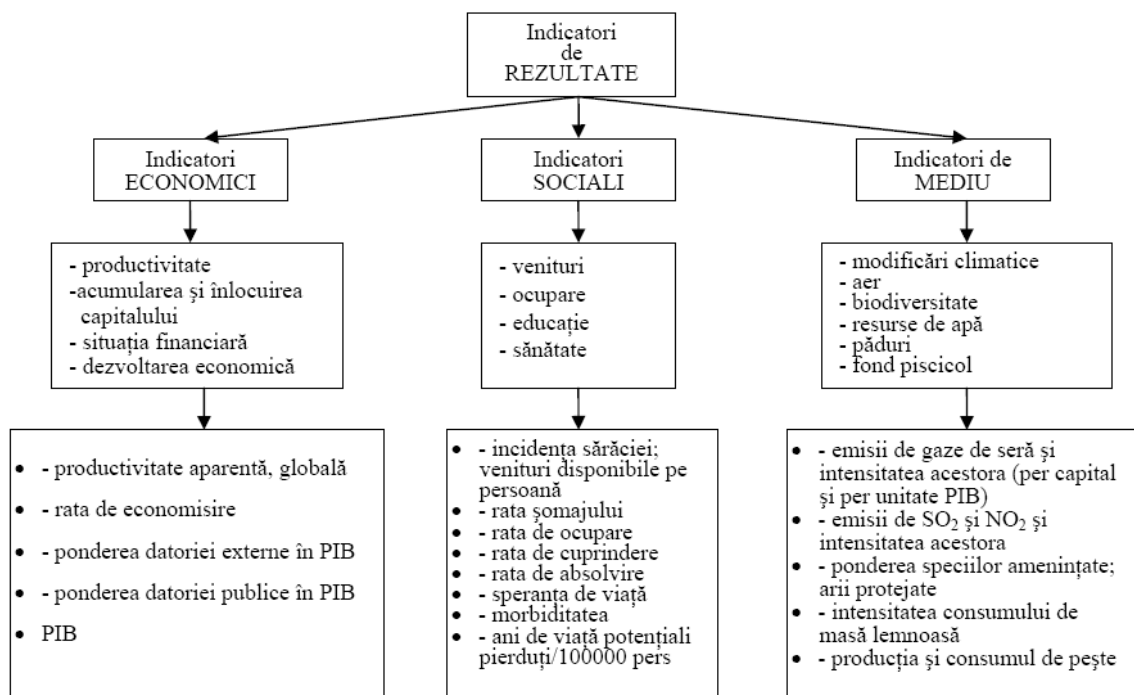 Indicatori
de
REZULTATE
Indicatori
ECONOMICI
Indicatori
SOCIALI
Indicatori de
MEDIU
- productivitate
-acumularea şi înlocuirea
capitalului
- situaţia financiară
- dezvoltarea economică
- venituri
- ocupare
- educaţie
- sănătate
- modificări climatice
- aer
- biodiversitate
- resurse de apă
- păduri
- fond piscicol
• - productivitate aparentă, globală
• - rata de economisire
• - ponderea datoriei externe în PIB
• - ponderea datoriei publice în PIB
• PIB
• - incidenţa sărăciei;
venituri disponibile pe
persoană
• - rata şomajului
• - rata de ocupare
• - rata de cuprindere
• - rata de absolvire
• - speranţa de viaţă
• - morbiditatea
• - ani de viaţă potenţiali
pierduţi/100000 pers
• - emisii de gaze de seră şi
intensitatea acestora (per capital
şi per unitate PIB)
• - emisii de SO₂ şi NO₂ şi
intensitatea acestora
• - ponderea speciilor ameninţate;
arii protejate
• - intensitatea consumului de
masă lemnoasă
• - producţia şi consumul de peşte